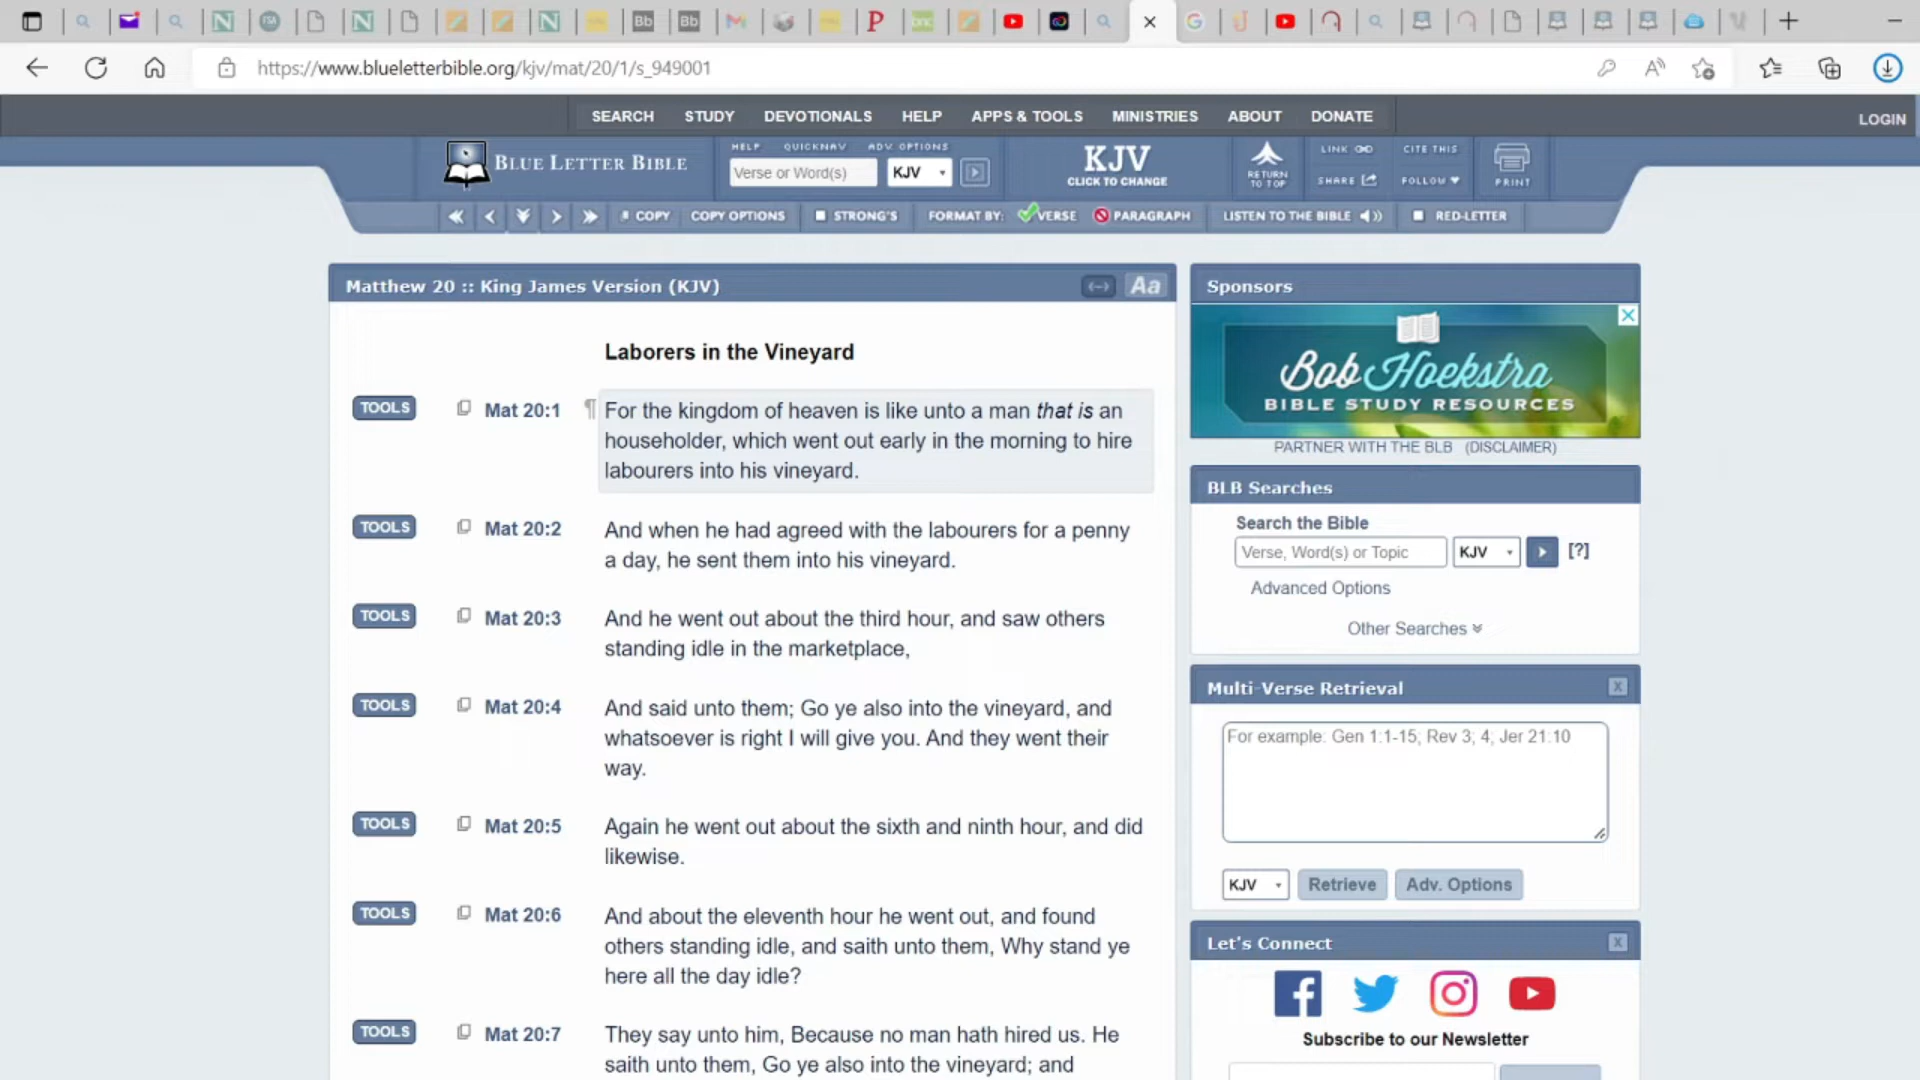 https://www.blueletterbible.org/kjv/mat/20/1/s_949001
SEARCH STUDY DEVOTIONALS HELP APPS & TOOLS MINISTRIES ABOUT DONATE
LOGIN
BLUE LETTER BIBLE
HELP QUICKNAV ADV. OPTIONS
Verse or Word(s) KJV
KJV
CLICK TO CHANGE
RETURN
TO TOP
LINK CITE THIS
SHARE FOLLOW
PRINT
COPY COPY OPTIONS STRONG'S FORMAT BY: VERSE PARAGRAPH LISTEN TO THE BIBLE RED-LETTER
Matthew 20 :: King James Version (KJV) Aa
Laborers in the Vineyard
TOOLS Mat 20:1 ¶ For the kingdom of heaven is like unto a man that is an
householder, which went out early in the morning to hire
labourers into his vineyard.
TOOLS Mat 20:2 And when he had agreed with the labourers for a penny
a day, he sent them into his vineyard.
TOOLS Mat 20:3 And he went out about the third hour, and saw others
standing idle in the marketplace,
TOOLS Mat 20:4 And said unto them; Go ye also into the vineyard, and
whatsoever is right I will give you. And they went their
way.
TOOLS Mat 20:5 Again he went out about the sixth and ninth hour, and did
likewise.
TOOLS Mat 20:6 And about the eleventh hour he went out, and found
others standing idle, and saith unto them, Why stand ye
here all the day idle?
TOOLS Mat 20:7 They say unto him, Because no man hath hired us. He
saith unto them, Go ye also into the vineyard; and
Sponsors
Bob Hoekstra
BIBLE STUDY RESOURCES
PARTNER WITH THE BLB (DISCLAIMER)
BLB Searches
Search the Bible
Verse, Word(s) or Topic KJV [?]
Advanced Options
Other Searches
Multi-Verse Retrieval X
For example: Gen 1:1-15; Rev 3; 4; Jer 21:10
KJV Retrieve Adv. Options
Let's Connect X
Subscribe to our Newsletter